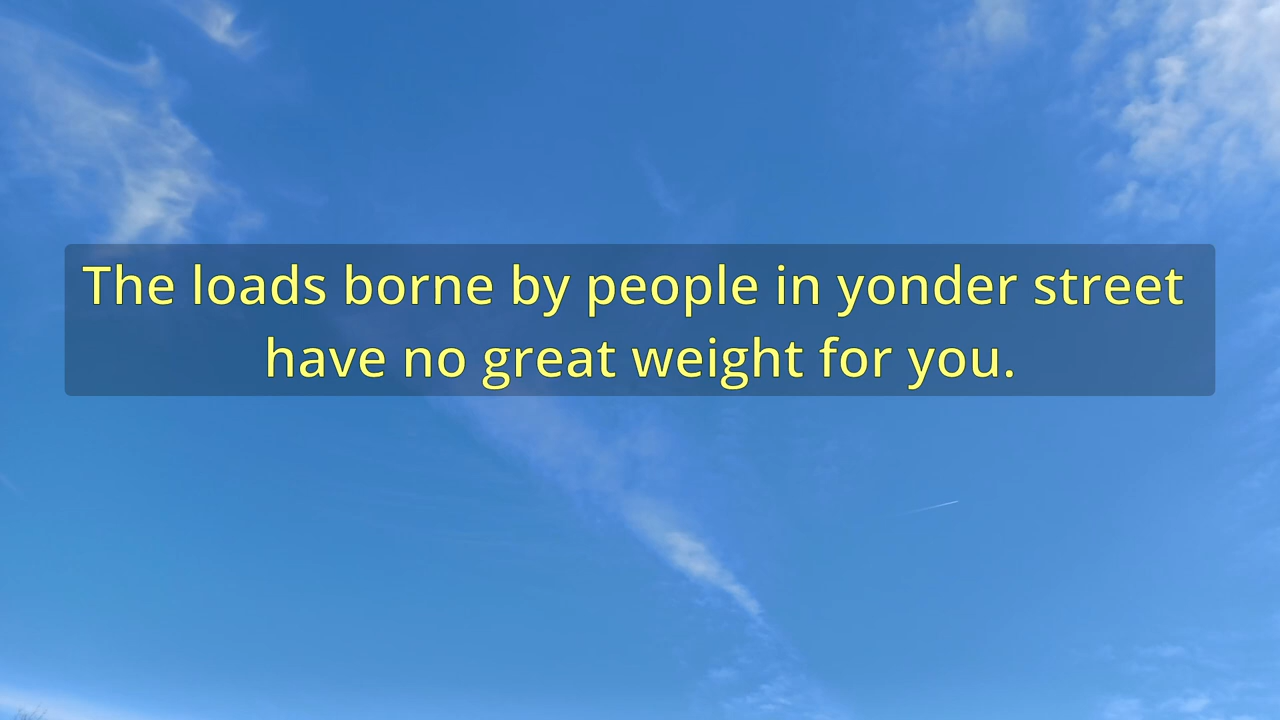 The loads borne by people in yonder street
have no great weight for you.